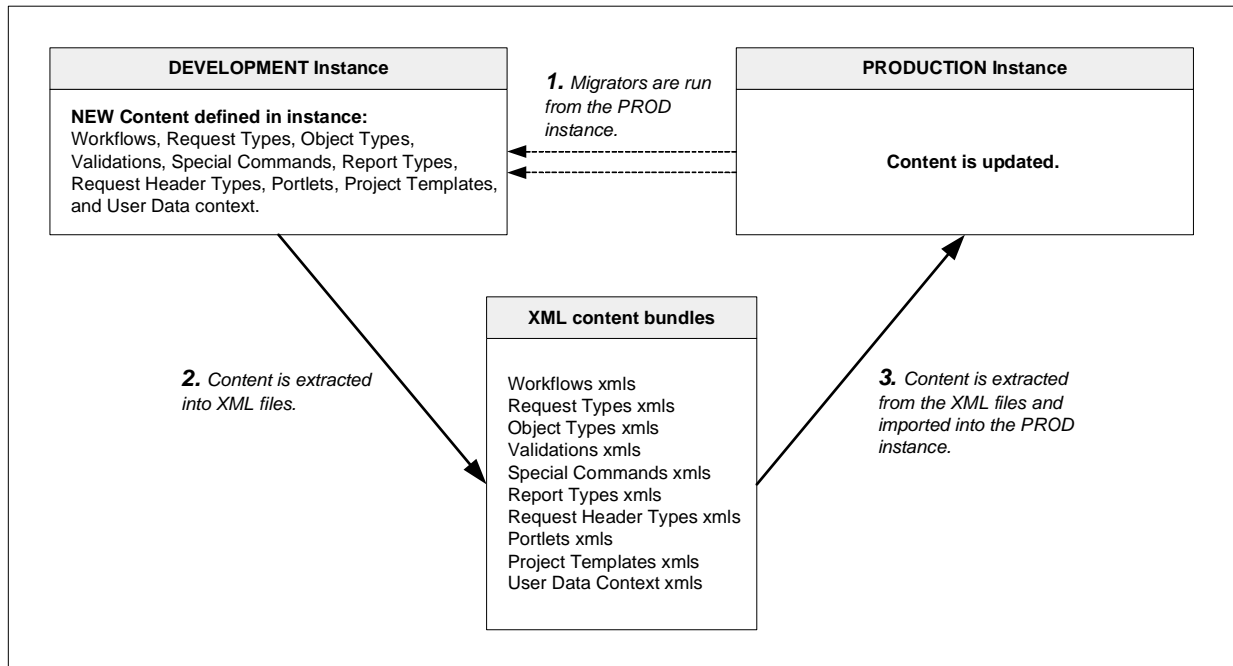 DEVELOPMENT Instance
NEW Content defined in instance:
Workflows, Request Types, Object Types,
Validations, Special Commands, Report Types,
Request Header Types, Portlets, Project Templates,
and User Data context.
1. Migrators are run
from the PROD
instance.
PRODUCTION Instance
Content is updated.
2. Content is extracted
into XML files.
XML content bundles
Workflows xmls
Request Types xmls
Object Types xmls
Validations xmls
Special Commands xmls
Report Types xmls
Request Header Types xmls
Portlets xmls
Project Templates xmls
User Data Context xmls
3. Content is extracted
from the XML files and
imported into the PROD
instance.